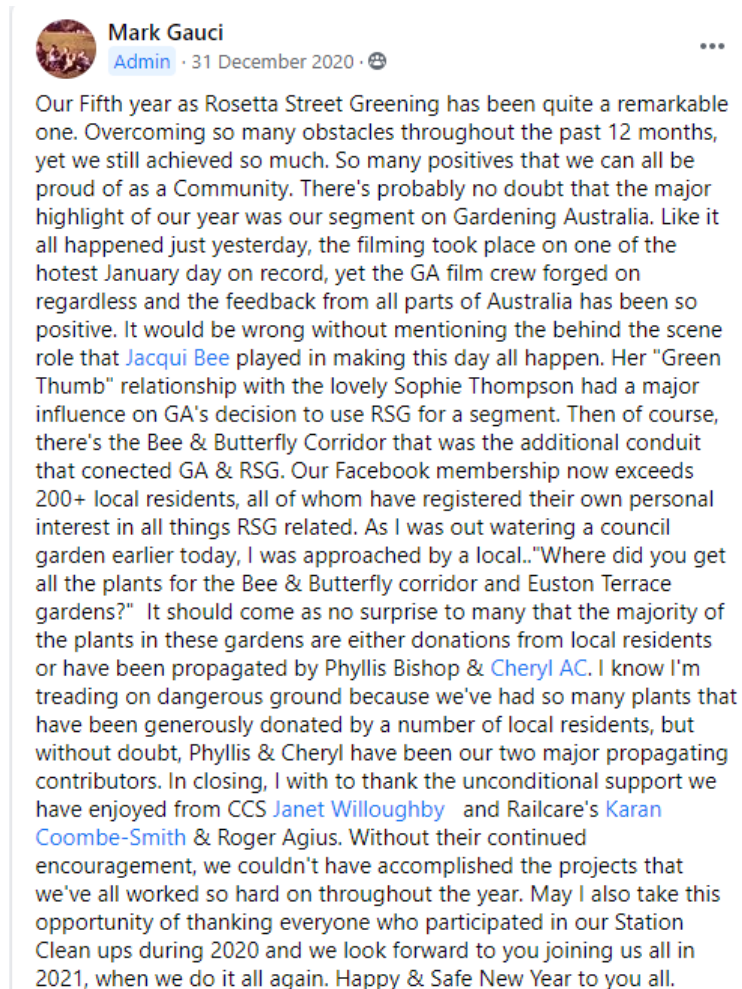 Mark Gauci
Admin · 31 December 2020 ·
Our Fifth year as Rosetta Street Greening has been quite a remarkable
one. Overcoming so many obstacles throughout the past 12 months,
yet we still achieved so much. So many positives that we can all be
proud of as a Community. There's probably no doubt that the major
highlight of our year was our segment on Gardening Australia. Like it
all happened just yesterday, the filming took place on one of the
hotest January day on record, yet the GA film crew forged on
regardless and the feedback from all parts of Australia has been so
positive. It would be wrong without mentioning the behind the scene
role that Jacqui Bee played in making this day all happen. Her "Green
Thumb" relationship with the lovely Sophie Thompson had a major
influence on GA's decision to use RSG for a segment. Then of course,
there's the Bee & Butterfly Corridor that was the additional conduit
that conected GA & RSG. Our Facebook membership now exceeds
200+ local residents, all of whom have registered their own personal
interest in all things RSG related. As I was out watering a council
garden earlier today, I was approached by a local.."Where did you get
all the plants for the Bee & Butterfly corridor and Euston Terrace
gardens?"  It should come as no surprise to many that the majority of
the plants in these gardens are either donations from local residents
or have been propagated by Phyllis Bishop & Cheryl AC. I know I'm
treading on dangerous ground because we've had so many plants that
have been generously donated by a number of local residents, but
without doubt, Phyllis & Cheryl have been our two major propagating
contributors. In closing, I with to thank the unconditional support we
have enjoyed from CCS Janet Willoughby  and Railcare's Karan
Coombe-Smith & Roger Agius. Without their continued
encouragement, we couldn't have accomplished the projects that
we've all worked so hard on throughout the year. May I also take this
opportunity of thanking everyone who participated in our Station
Clean ups during 2020 and we look forward to you joining us all in
2021, when we do it all again. Happy & Safe New Year to you all.